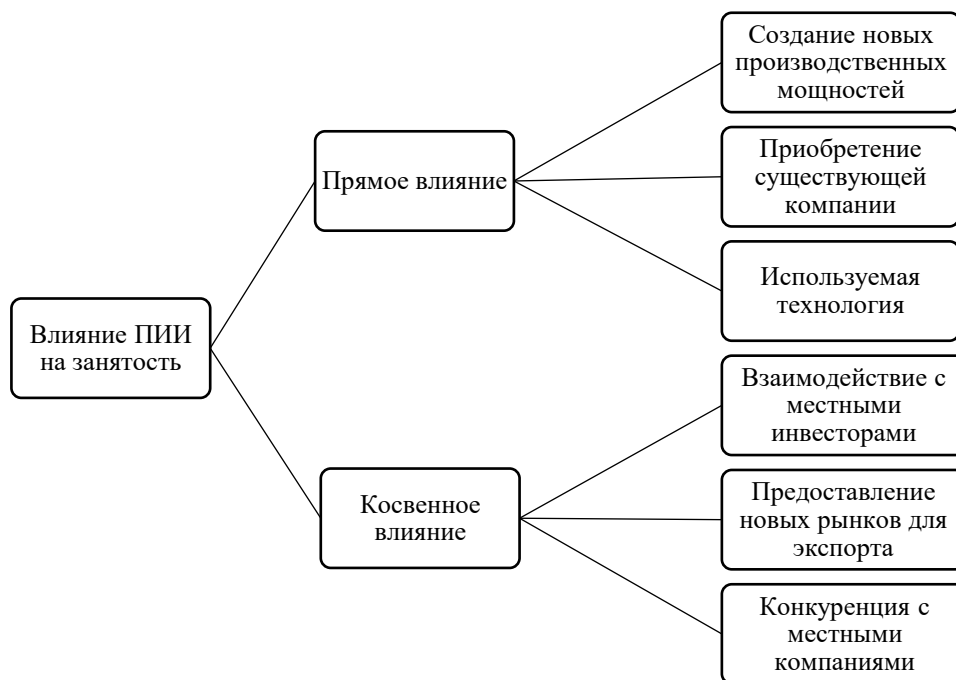 Влияние ПИИ
на занятость
Прямое влияние
Создание новых
производственных
мощностей
Приобретение
существующей
компании
Используемая
технология
Косвенное
влияние
Взаимодействие с
местными
инвесторами
Предоставление
новых рынков для
экспорта
Конкуренция с
местными
компаниями